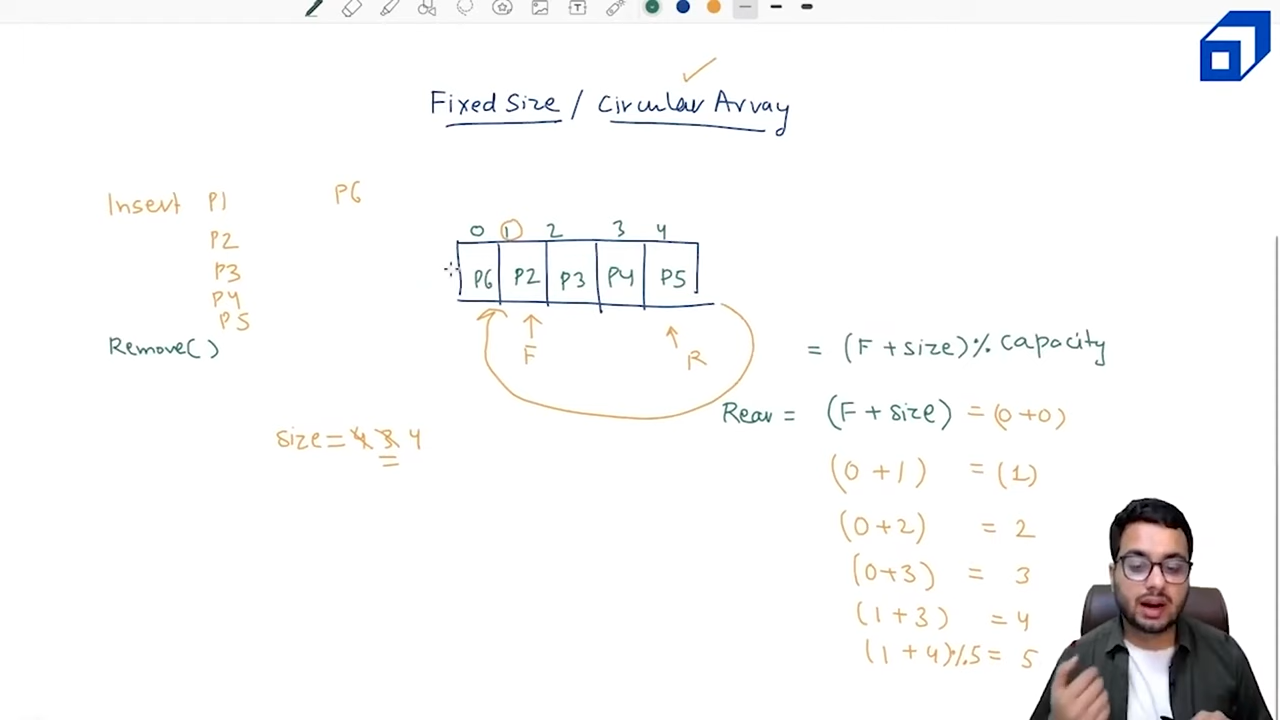 Fixed Size / Circular Array
Insert P1 P6
P2
P3
P4
P5
Remove()
0 1 2 3 4
P6 P2 P3 P4 P5
F
R
size = 4 3 4
= (F + size) % capacity
Rear = (F + size) = (0+0)
(0 + 1) = (1)
(0+2) = 2
(0+3) = 3
(1+3) = 4
(1 + 4) % 5 = 5